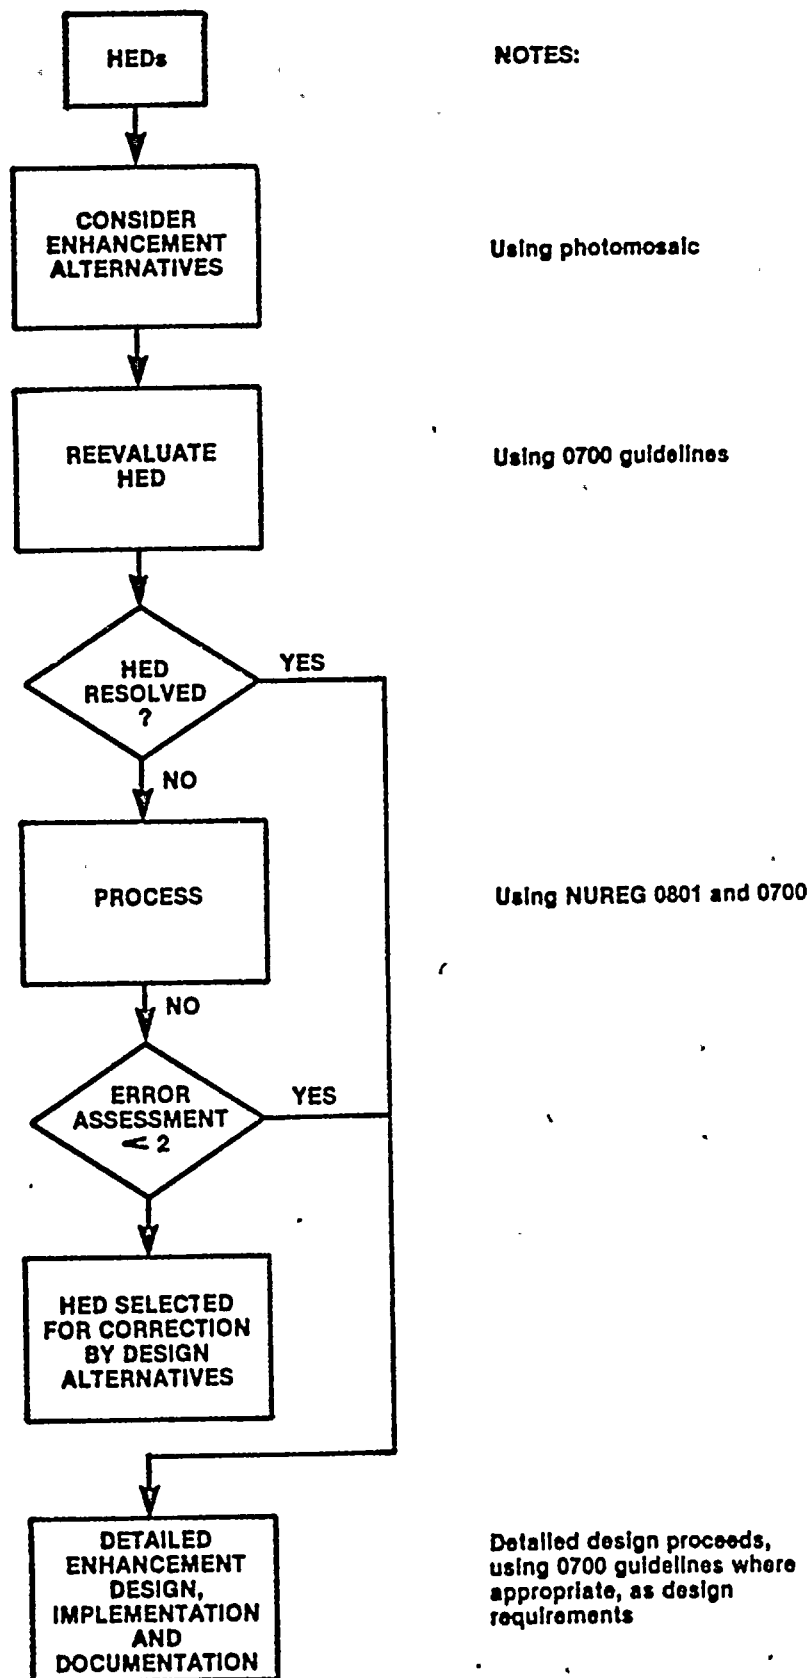 HEDs
NOTES:
CONSIDER
ENHANCEMENT
ALTERNATIVES
Using photomosaic
REEVALUATE
HED
Using 0700 guidelines
HED
RESOLVED
?
YES
NO
PROCESS
Using NUREG 0801 and 0700
NO
ERROR
ASSESSMENT
< 2
YES
HED SELECTED
FOR CORRECTION
BY DESIGN
ALTERNATIVES
DETAILED
ENHANCEMENT
DESIGN,
IMPLEMENTATION
AND
DOCUMENTATION
Detailed design proceeds,
using 0700 guidelines where
appropriate, as design
requirements